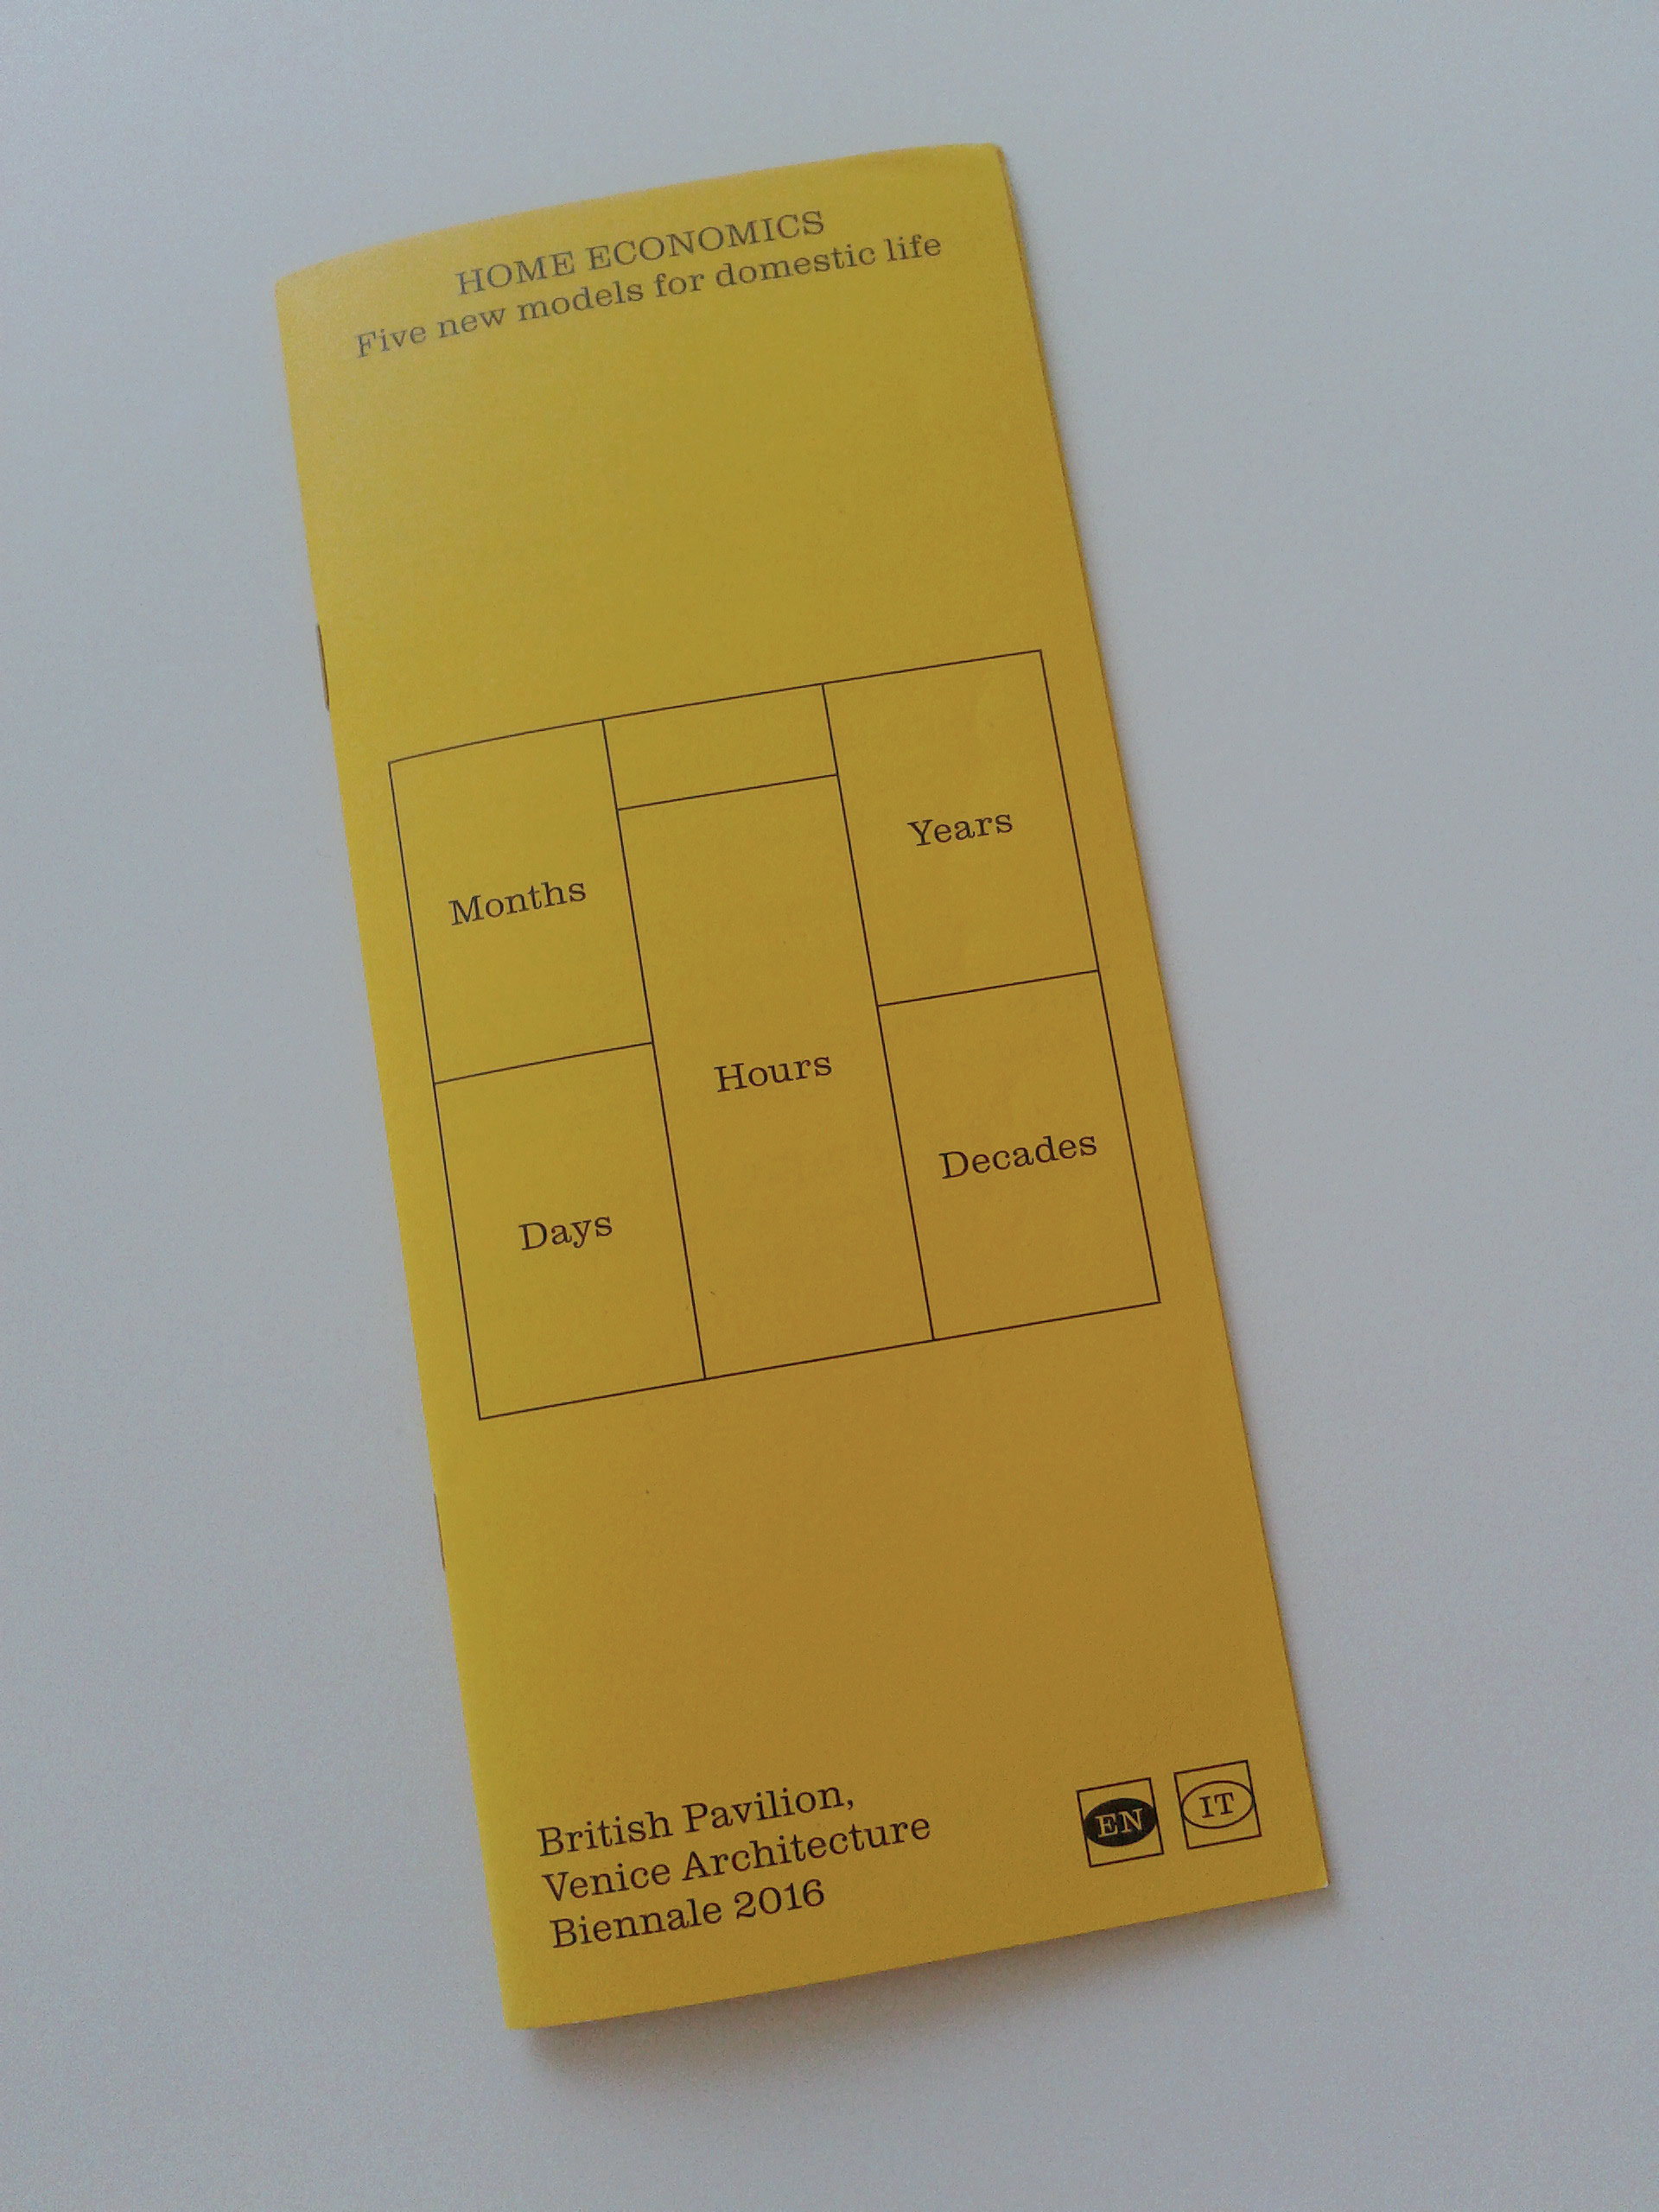 HOME ECONOMICS
Five new models for domestic life
Months
Years
Hours
Days
Decades
British Pavilion,
Venice Architecture
Biennale 2016
EN
IT